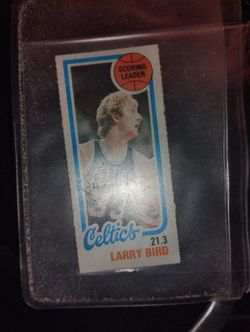 SCORING
LEADER
Celtics
21.3
LARRY BIRD